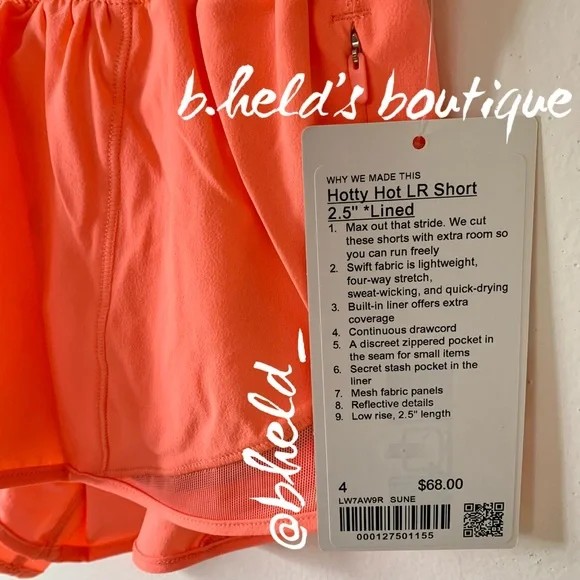 b.held's boutique
WHY WE MADE THIS
Hotty Hot LR Short
2.5" *Lined
1. Max out that stride. We cut
these shorts with extra room so
you can run freely
2. Swift fabric is lightweight,
four-way stretch,
sweat-wicking, and quick-drying
3. Built-in liner offers extra
coverage
4. Continuous drawcord
5. A discreet zippered pocket in
the seam for small items
6. Secret stash pocket in the
liner
7. Mesh fabric panels
8. Reflective details
9. Low rise, 2.5" length
4 $68.00
LW7AW9R SUNE
000127501155
@bheld_